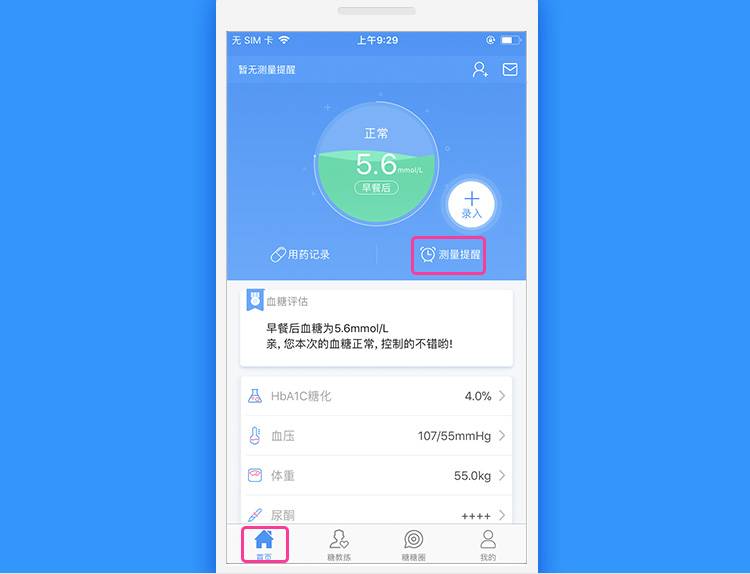 无 SIM 卡 上午9:29
暂无测量提醒
正常
5.6mmol/L
早餐后
录入
用药记录 测量提醒
血糖评估
早餐后血糖为5.6mmol/L
亲, 您本次的血糖正常, 控制的不错哟!
HbA1C糖化 4.0%
血压 107/55mmHg
体重 55.0kg
尿酮 ++++
首页 糖教练 糖糖圈 我的